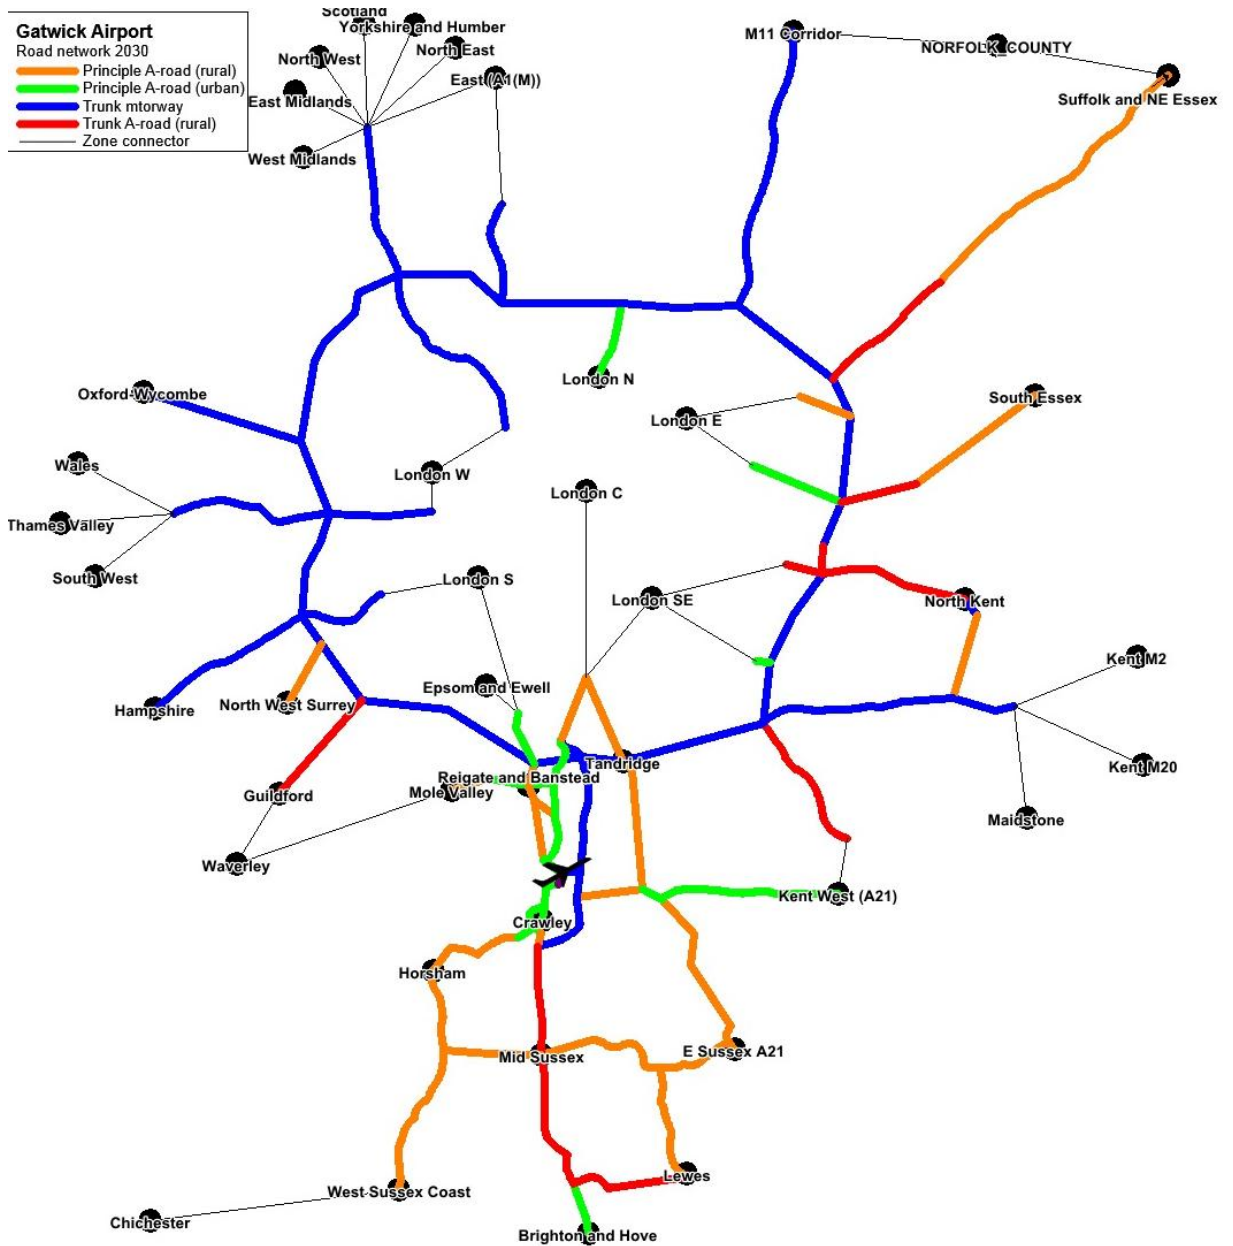 Gatwick Airport
Road network 2030
Principle A-road (rural)
Principle A-road (urban)
Trunk mtorway
Trunk A-road (rural)
Zone connector
Scotland
Yorkshire and Humber
North East
North West
East (A1(M))
East Midlands
West Midlands
M11 Corridor
NORFOLK_COUNTY
Suffolk and NE Essex
London N
Oxford-Wycombe
London E
South Essex
Wales
London W
London C
Thames Valley
South West
London S
London SE
North Kent
Kent M2
Epsom and Ewell
Hampshire
North West Surrey
Tandridge
Kent M20
Reigate and Banstead
Mole Valley
Guildford
Maidstone
Waverley
Kent West (A21)
Crawley
Horsham
Mid Sussex
E Sussex A21
Lewes
West Sussex Coast
Chichester
Brighton and Hove